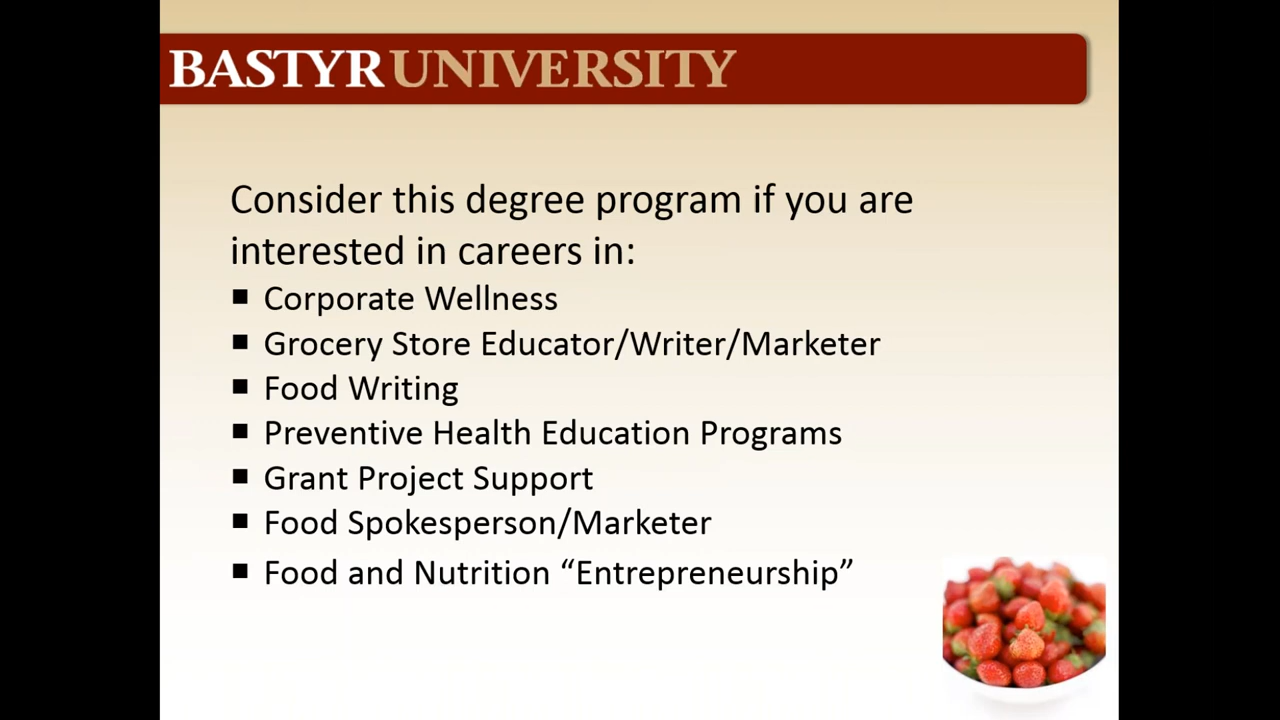 BASTYR UNIVERSITY
Consider this degree program if you are
interested in careers in:
▪ Corporate Wellness
▪ Grocery Store Educator/Writer/Marketer
▪ Food Writing
▪ Preventive Health Education Programs
▪ Grant Project Support
▪ Food Spokesperson/Marketer
▪ Food and Nutrition “Entrepreneurship”